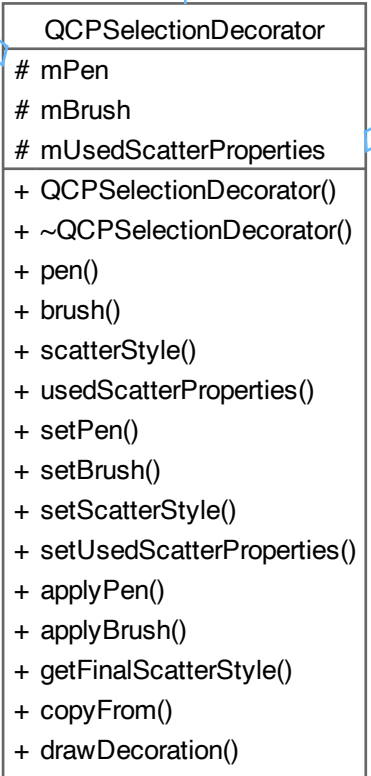 QCPSelectionDecorator
# mPen
# mBrush
# mUsedScatterProperties
+ QCPSelectionDecorator()
+ ~QCPSelectionDecorator()
+ pen()
+ brush()
+ scatterStyle()
+ usedScatterProperties()
+ setPen()
+ setBrush()
+ setScatterStyle()
+ setUsedScatterProperties()
+ applyPen()
+ applyBrush()
+ getFinalScatterStyle()
+ copyFrom()
+ drawDecoration()